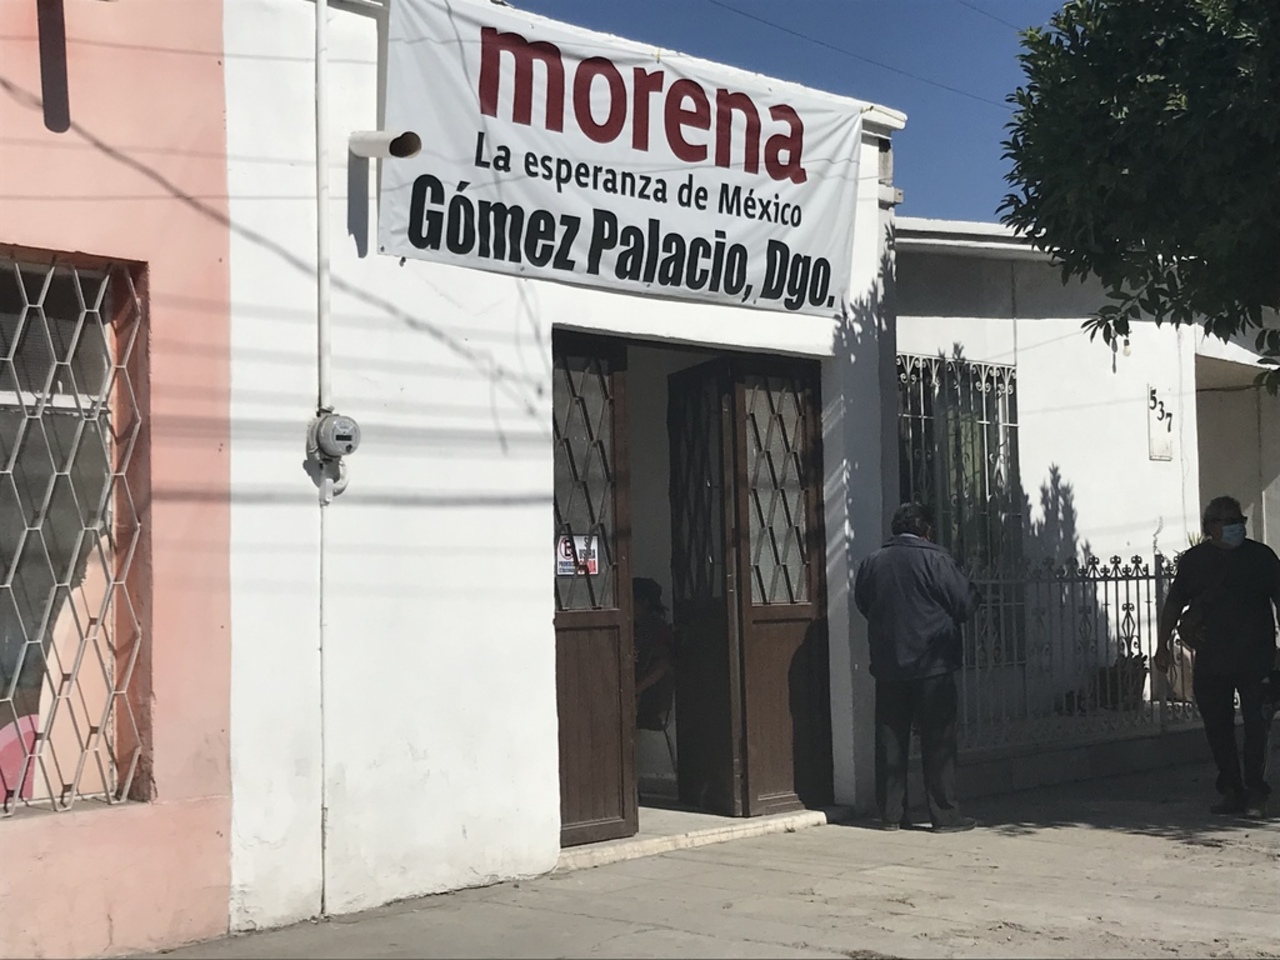 morena
La esperanza de México
Gómez Palacio, Dgo.
537
E